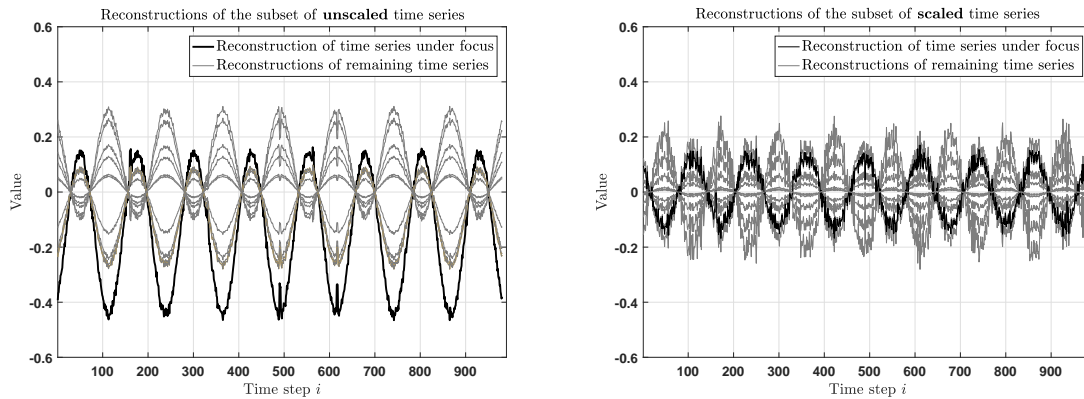 Reconstructions of the subset of unscaled time series
0.6
0.4
0.2
0
-0.2
-0.4
-0.6
Value
Reconstruction of time series under focus
Reconstructions of remaining time series
100 200 300 400 500 600 700 800 900
Time step i
Reconstructions of the subset of scaled time series
0.6
0.4
0.2
0
-0.2
-0.4
-0.6
Value
Reconstruction of time series under focus
Reconstructions of remaining time series
100 200 300 400 500 600 700 800 900
Time step i